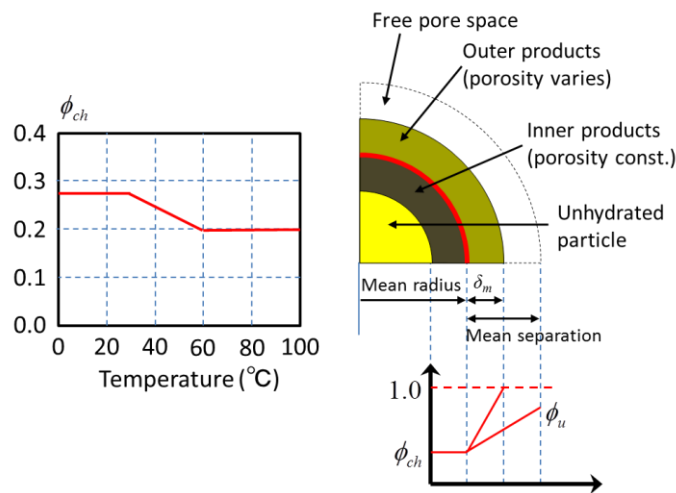 ϕch
0.4
0.3
0.2
0.1
0.0
0 20 40 60 80 100
Temperature (℃)
Free pore space
Outer products
(porosity varies)
Inner products
(porosity const.)
Unhydrated
particle
Mean radius
δm
Mean separation
1.0
ϕu
ϕch